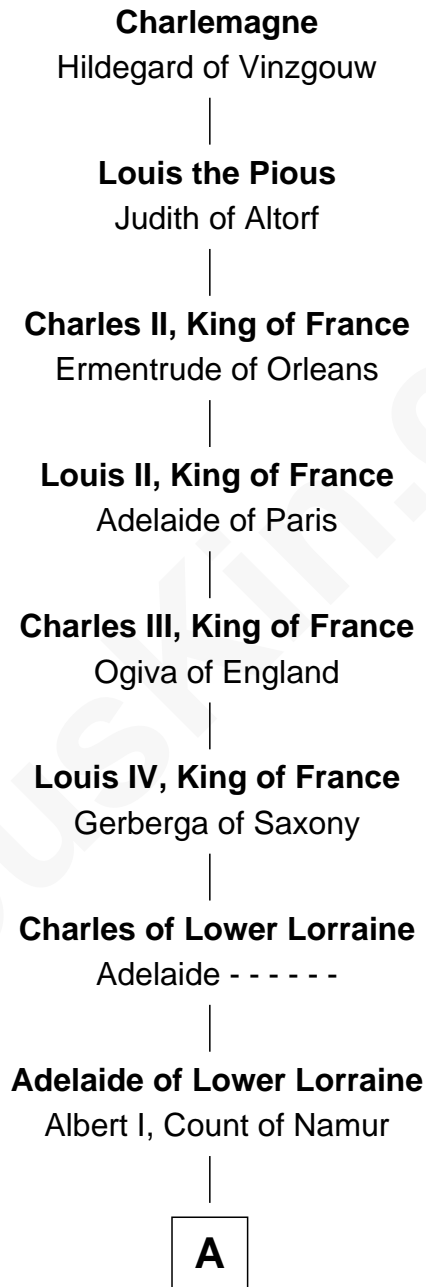 Charlemagne
Hildegard of Vinzgouw
Louis the Pious
Judith of Altorf
Charles II, King of France
Ermentrude of Orleans
Louis II, King of France
Adelaide of Paris
Charles III, King of France
Ogiva of England
Louis IV, King of France
Gerberga of Saxony
Charles of Lower Lorraine
Adelaide - - - - - -
Adelaide of Lower Lorraine
Albert I, Count of Namur
A